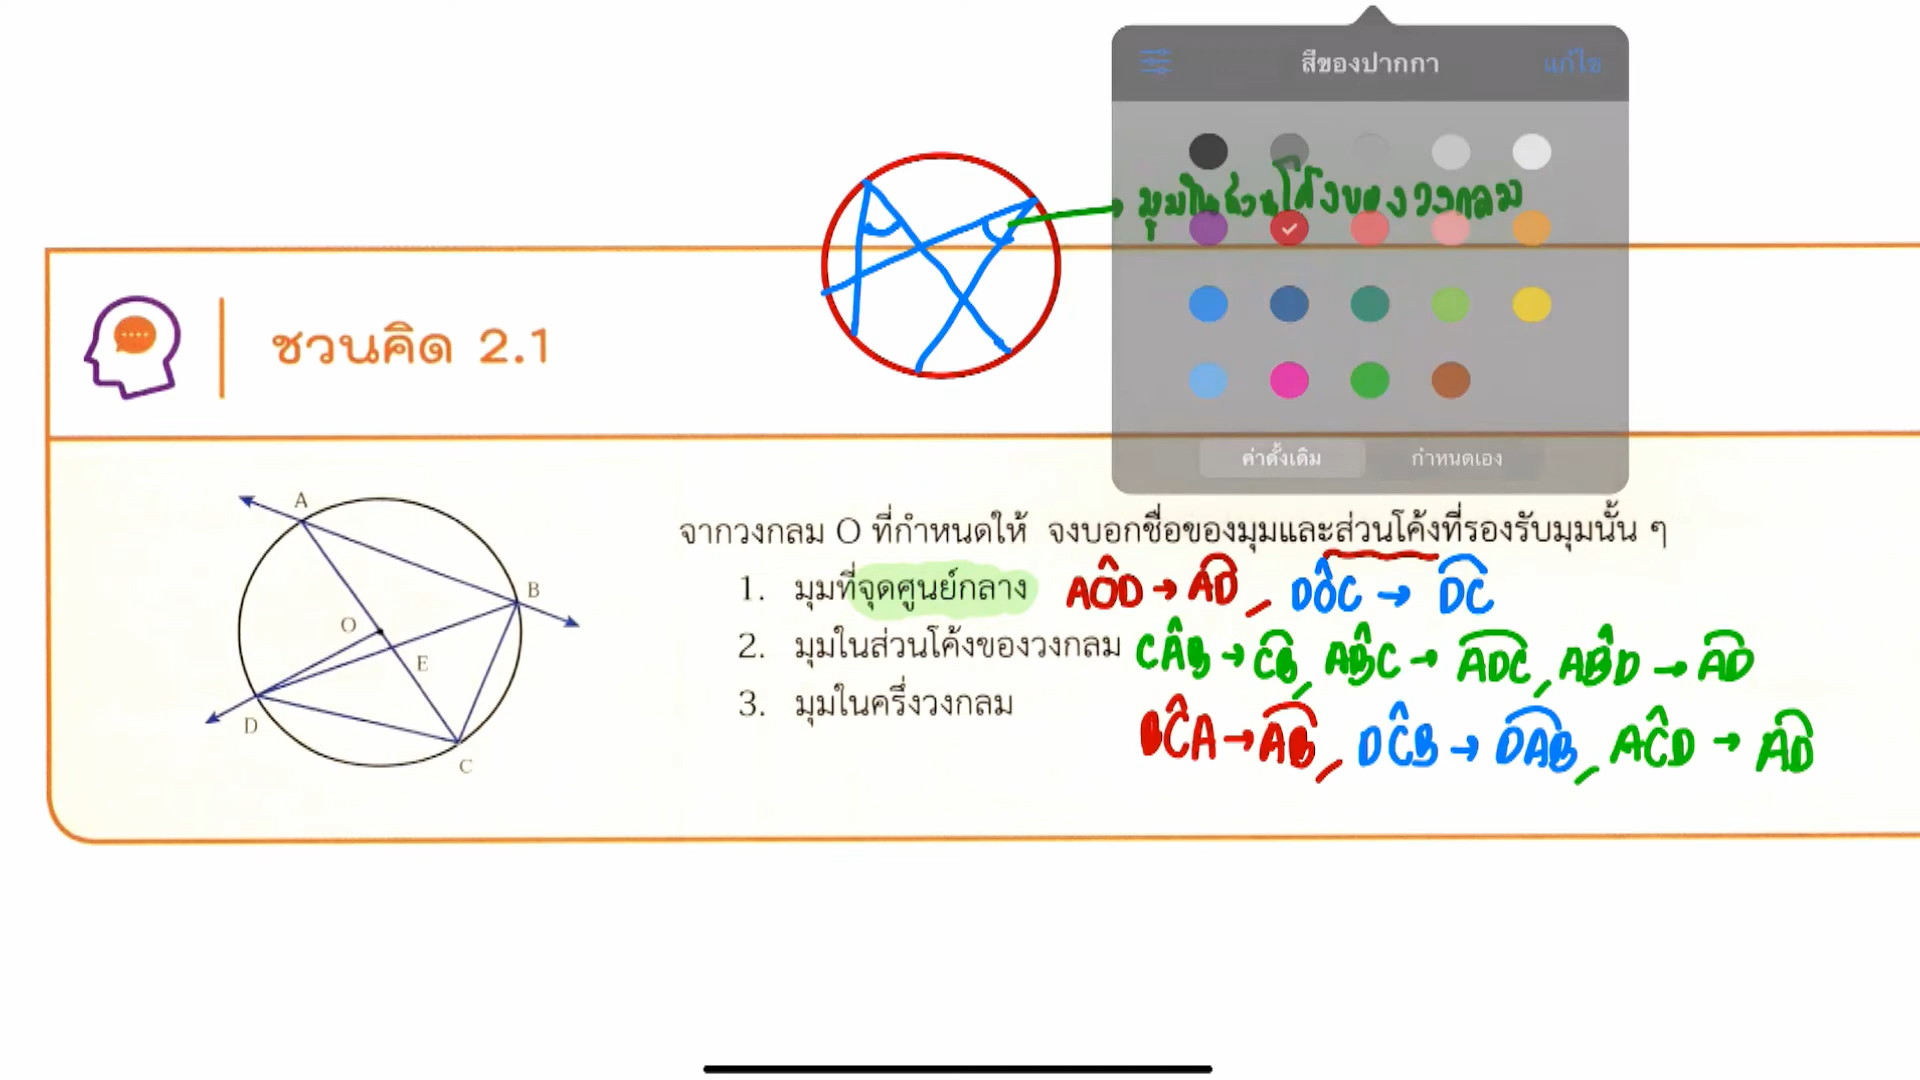 สีของปากกา แก้ไข
มุมในส่วนโค้งของวงกลม
ชวนคิด 2.1
ค่าดั้งเดิม กำหนดเอง
A
B
O
E
D
C
จากวงกลม O ที่กำหนดให้ จงบอกชื่อของมุมและส่วนโค้งที่รองรับมุมนั้น ๆ
1. มุมที่จุดศูนย์กลาง AÔD → AD, DÔC → DC
2. มุมในส่วนโค้งของวงกลม CÂB → CB, AB̂C → ADC, AB̂D → AD
3. มุมในครึ่งวงกลม
BĈA → AB, DĈB → DAB, AĈD → AD